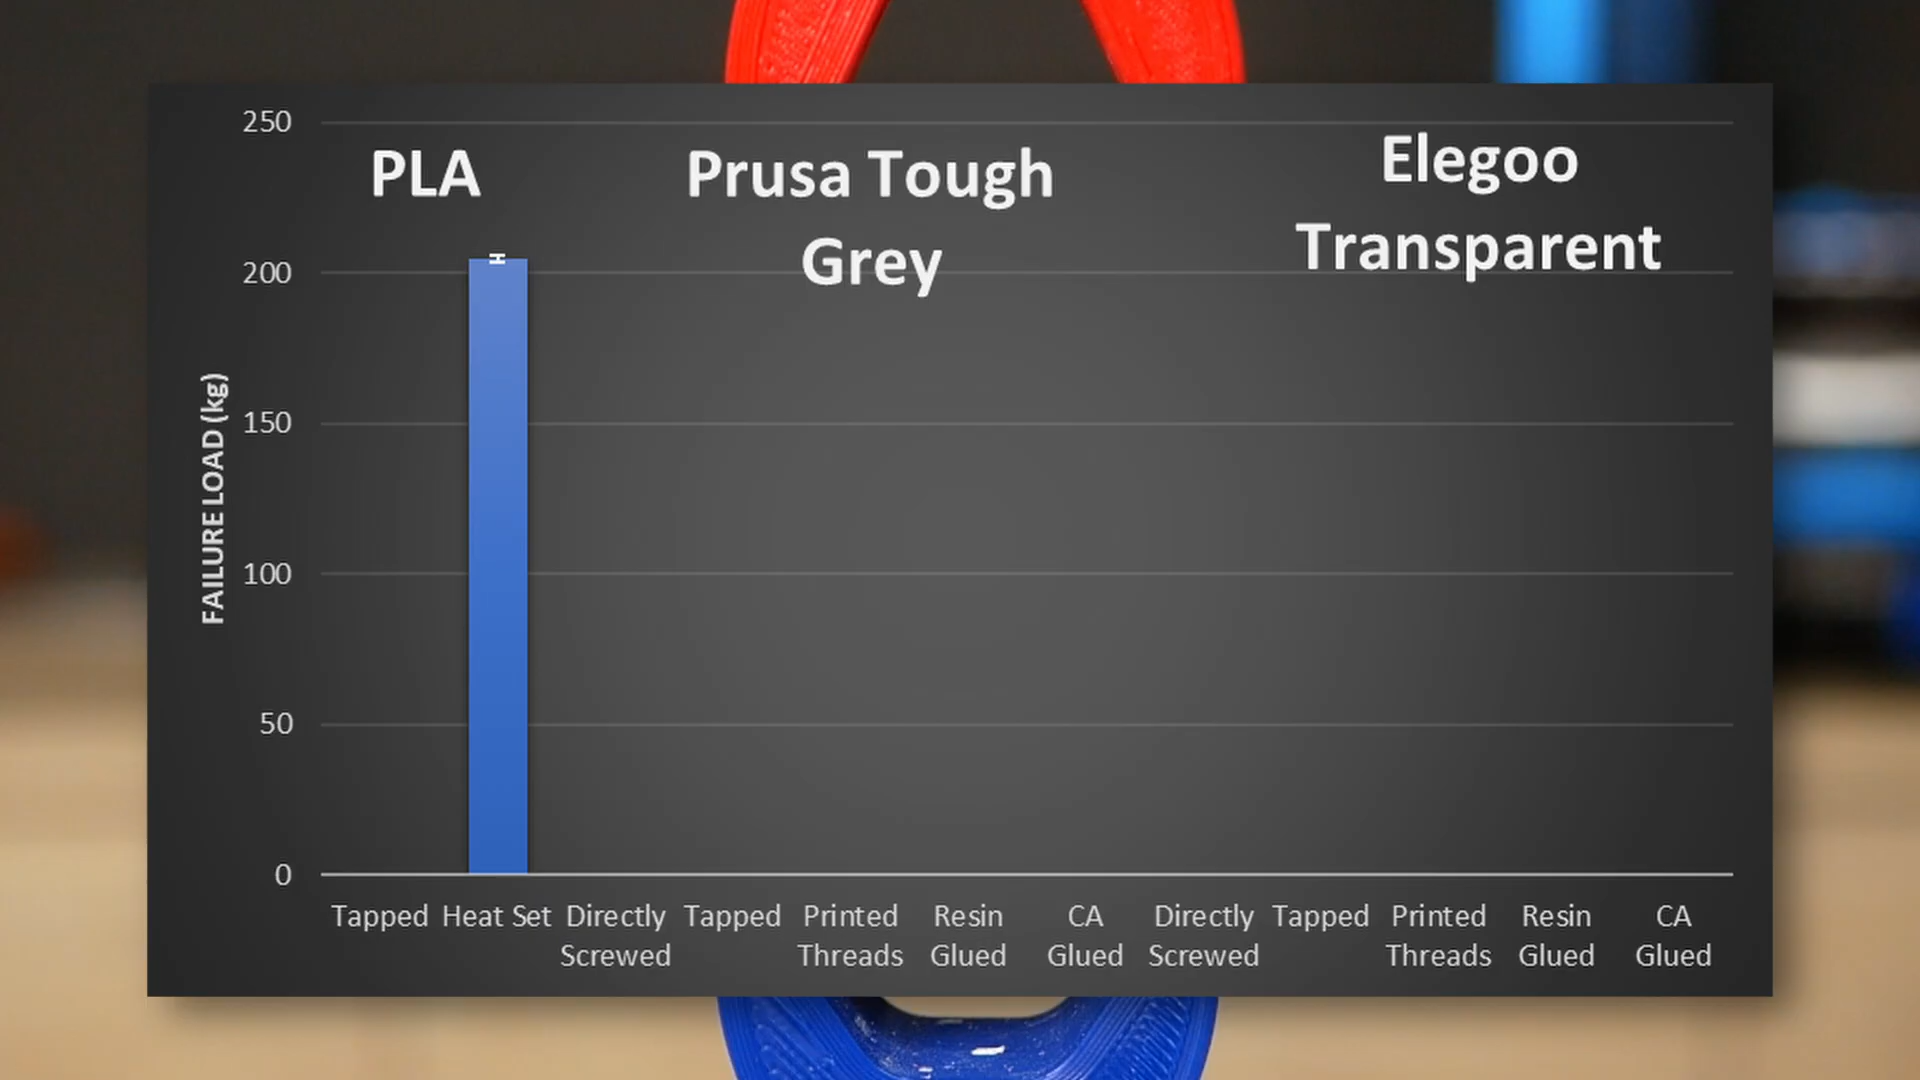 PLA
Prusa Tough
Grey
Elegoo
Transparent
FAILURE LOAD (kg)
250
200
150
100
50
0
Tapped
Heat Set
Directly
Screwed
Tapped
Printed
Threads
Resin
Glued
CA
Glued
Directly
Screwed
Tapped
Printed
Threads
Resin
Glued
CA
Glued